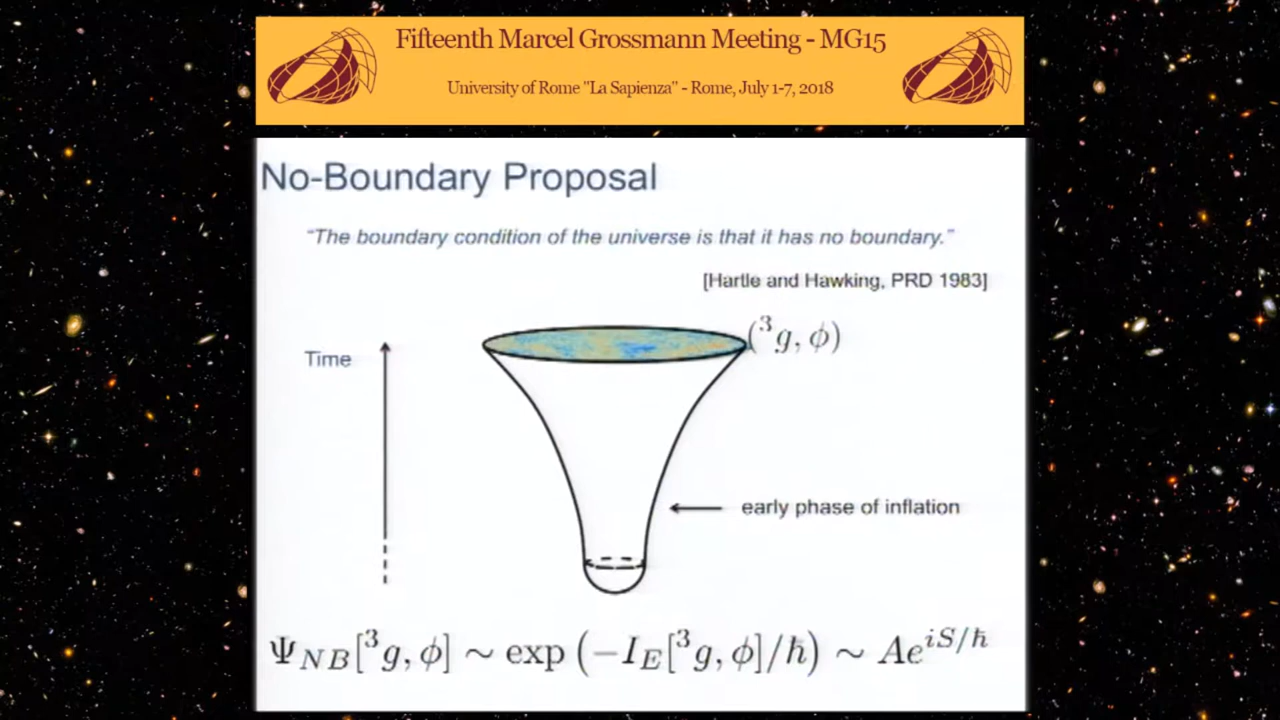 Fifteenth Marcel Grossmann Meeting - MG15
University of Rome "La Sapienza" - Rome, July 1-7, 2018
No-Boundary Proposal
“The boundary condition of the universe is that it has no boundary.”
[Hartle and Hawking, PRD 1983]
(³g, ϕ)
Time
early phase of inflation
Ψ_{NB}[³g, ϕ] ~ exp (−I_E[³g, ϕ]/ħ) ~ Ae^{iS/ħ}